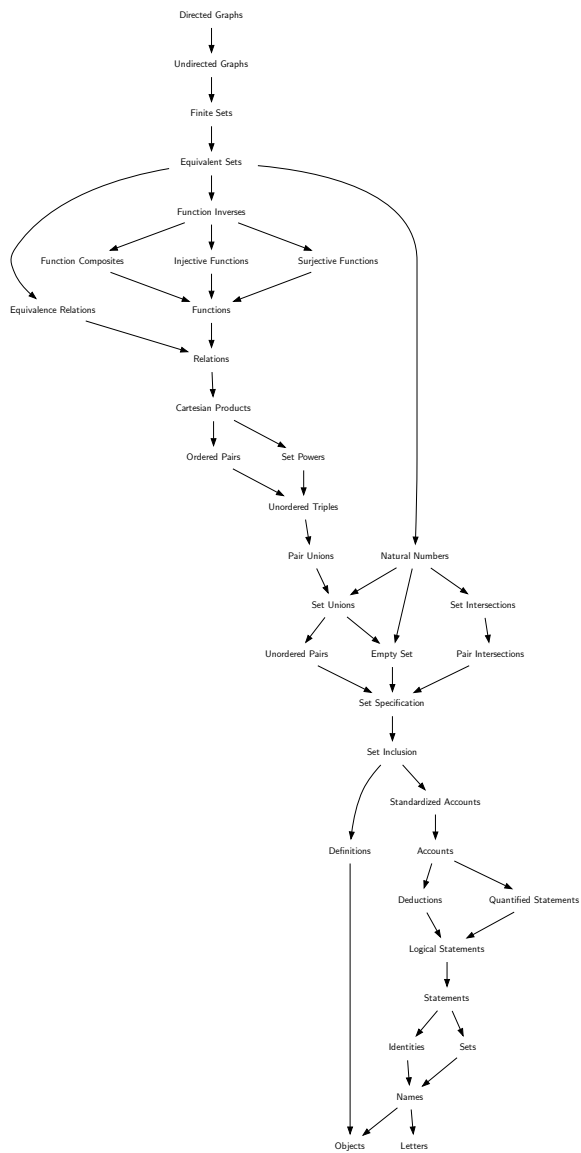 Directed Graphs
Undirected Graphs
Finite Sets
Equivalent Sets
Function Inverses
Function Composites
Injective Functions
Surjective Functions
Equivalence Relations
Functions
Relations
Cartesian Products
Ordered Pairs
Set Powers
Unordered Triples
Pair Unions
Natural Numbers
Set Unions
Set Intersections
Unordered Pairs
Empty Set
Pair Intersections
Set Specification
Set Inclusion
Standardized Accounts
Definitions
Accounts
Deductions
Quantified Statements
Logical Statements
Statements
Identities
Sets
Names
Objects
Letters